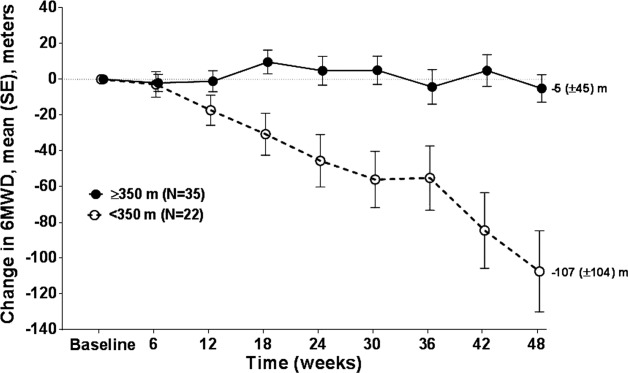 Change in 6MWD, mean (SE), meters
40
20
0
-20
-40
-60
-80
-100
-120
-140
≥350 m (N=35)
<350 m (N=22)
-5 (±45) m
-107 (±104) m
Baseline 6 12 18 24 30 36 42 48
Time (weeks)